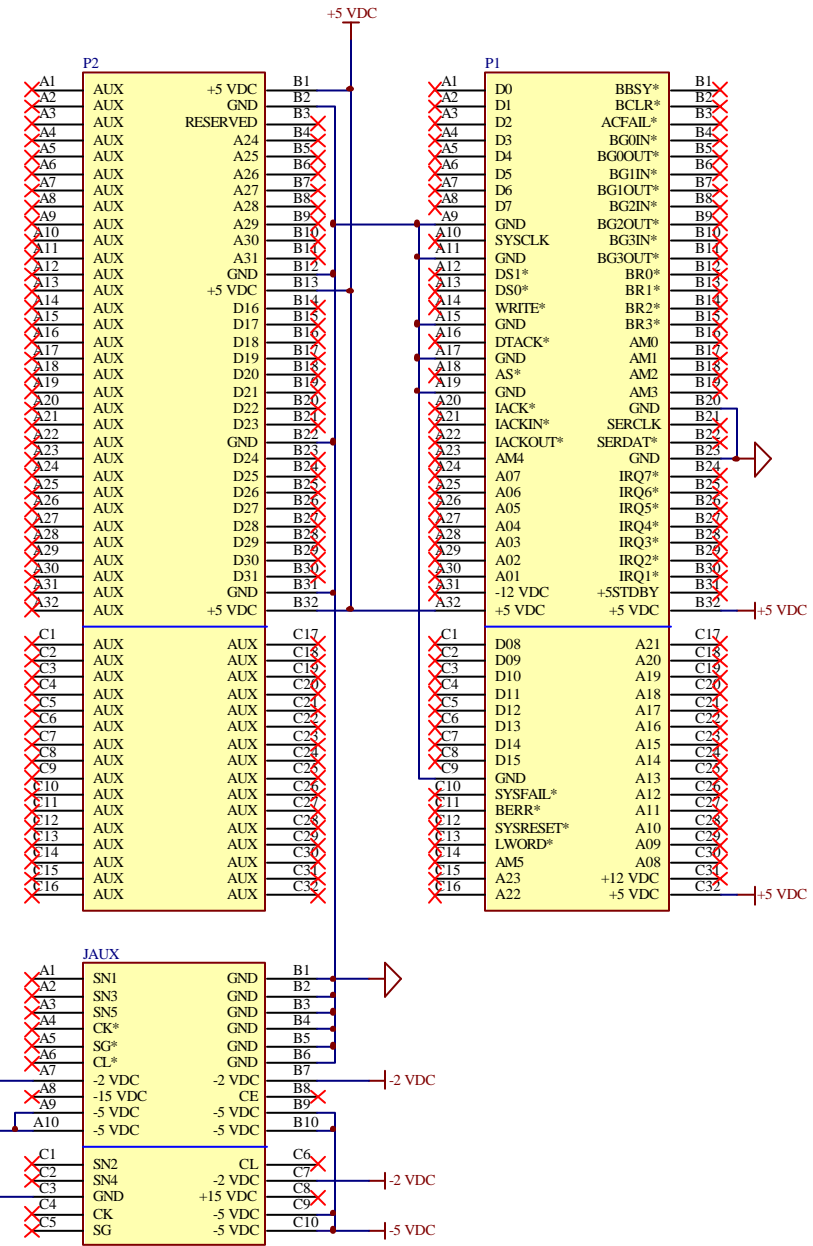 +5 VDC
P2
A1 AUX +5 VDC B1
A2 AUX GND B2
A3 AUX RESERVED B3
A4 AUX A24 B4
A5 AUX A25 B5
A6 AUX A26 B6
A7 AUX A27 B7
A8 AUX A28 B8
A9 AUX A29 B9
A10 AUX A30 B10
A11 AUX A31 B11
A12 AUX GND B12
A13 AUX +5 VDC B13
A14 AUX D16 B14
A15 AUX D17 B15
A16 AUX D18 B16
A17 AUX D19 B17
A18 AUX D20 B18
A19 AUX D21 B19
A20 AUX D22 B20
A21 AUX D23 B21
A22 AUX GND B22
A23 AUX D24 B23
A24 AUX D25 B24
A25 AUX D26 B25
A26 AUX D27 B26
A27 AUX D28 B27
A28 AUX D29 B28
A29 AUX D30 B29
A30 AUX D31 B30
A31 AUX GND B31
A32 AUX +5 VDC B32
C1 AUX AUX C17
C2 AUX AUX C18
C3 AUX AUX C19
C4 AUX AUX C20
C5 AUX AUX C21
C6 AUX AUX C22
C7 AUX AUX C23
C8 AUX AUX C24
C9 AUX AUX C25
C10 AUX AUX C26
C11 AUX AUX C27
C12 AUX AUX C28
C13 AUX AUX C29
C14 AUX AUX C30
C15 AUX AUX C31
C16 AUX AUX C32
P1
A1 D0 BBSY* B1
A2 D1 BCLR* B2
A3 D2 ACFAIL* B3
A4 D3 BG0IN* B4
A5 D4 BG0OUT* B5
A6 D5 BG1IN* B6
A7 D6 BG1OUT* B7
A8 D7 BG2IN* B8
A9 GND BG2OUT* B9
A10 SYSCLK BG3IN* B10
A11 GND BG3OUT* B11
A12 DS1* BR0* B12
A13 DS0* BR1* B13
A14 WRITE* BR2* B14
A15 GND BR3* B15
A16 DTACK* AM0 B16
A17 GND AM1 B17
A18 AS* AM2 B18
A19 GND AM3 B19
A20 IACK* GND B20
A21 IACKIN* SERCLK B21
A22 IACKOUT* SERDAT* B22
A23 AM4 GND B23
A24 A07 IRQ7* B24
A25 A06 IRQ6* B25
A26 A05 IRQ5* B26
A27 A04 IRQ4* B27
A28 A03 IRQ3* B28
A29 A02 IRQ2* B29
A30 A01 IRQ1* B30
A31 -12 VDC +5STDBY B31
A32 +5 VDC +5 VDC B32 +5 VDC
C1 D08 A21 C17
C2 D09 A20 C18
C3 D10 A19 C19
C4 D11 A18 C20
C5 D12 A17 C21
C6 D13 A16 C22
C7 D14 A15 C23
C8 D15 A14 C24
C9 GND A13 C25
C10 SYSFAIL* A12 C26
C11 BERR* A11 C27
C12 SYSRESET* A10 C28
C13 LWORD* A09 C29
C14 AM5 A08 C30
C15 A23 +12 VDC C31
C16 A22 +5 VDC C32 +5 VDC
JAUX
A1 SN1 GND B1
A2 SN3 GND B2
A3 SN5 GND B3
A4 CK* GND B4
A5 SG* GND B5
A6 CL* GND B6
A7 -2 VDC -2 VDC B7 -2 VDC
A8 -15 VDC CE B8
A9 -5 VDC -5 VDC B9
A10 -5 VDC -5 VDC B10
C1 SN2 CL C6
C2 SN4 -2 VDC C7 -2 VDC
C3 GND +15 VDC C8
C4 CK -5 VDC C9
C5 SG -5 VDC C10 -5 VDC